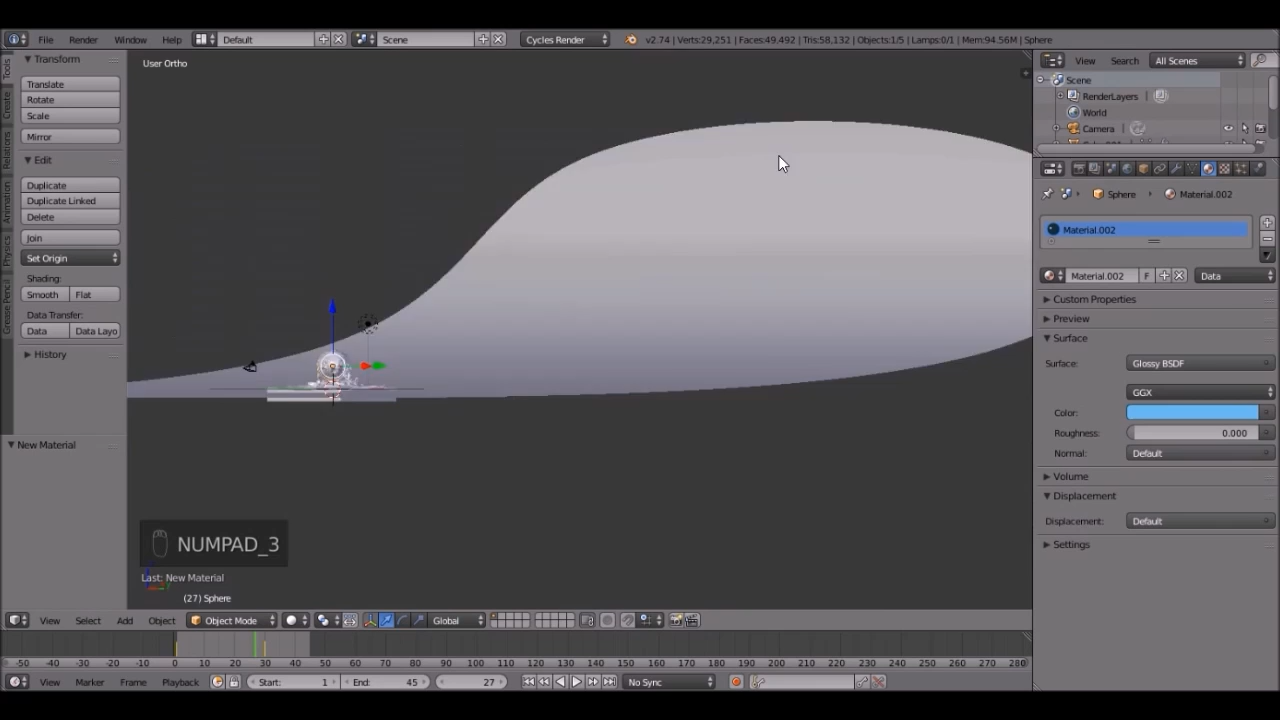 File Render Window Help Default Scene Cycles Render v2.74 | Verts:29,251 | Faces:49,492 | Tris:58,132 | Objects:1/5 | Lamps:0/1 | Mem:94.56M | Sphere
Tools
Create
Relations
Animation
Physics
Grease Pencil
Transform
Translate
Rotate
Scale
Mirror
Edit
Duplicate
Duplicate Linked
Delete
Join
Set Origin
Shading:
Smooth Flat
Data Transfer:
Data Data Layo
History
New Material
User Ortho
NUMPAD_3
Last: New Material
(27) Sphere
View Search All Scenes
Scene
RenderLayers
World
Camera
Sphere Material.002
Material.002
Material.002 F Data
Custom Properties
Preview
Surface
Surface: Glossy BSDF
GGX
Color:
Roughness: 0.000
Normal: Default
Volume
Displacement
Displacement: Default
Settings
View Select Add Object Object Mode Global
-50 -40 -30 -20 -10 0 10 20 30 40 50 60 70 80 90 100 110 120 130 140 150 160 170 180 190 200 210 220 230 240 250 260 270 280
View Marker Frame Playback Start: 1 End: 45 27 No Sync